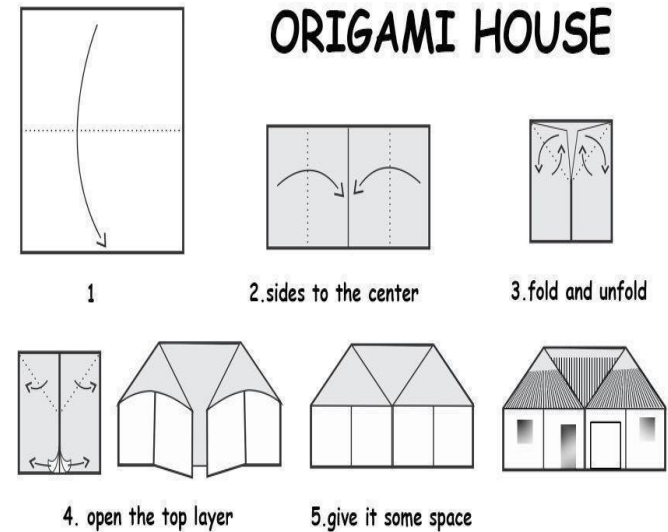 ORIGAMI HOUSE
1
2.sides to the center
3.fold and unfold
4. open the top layer
5.give it some space